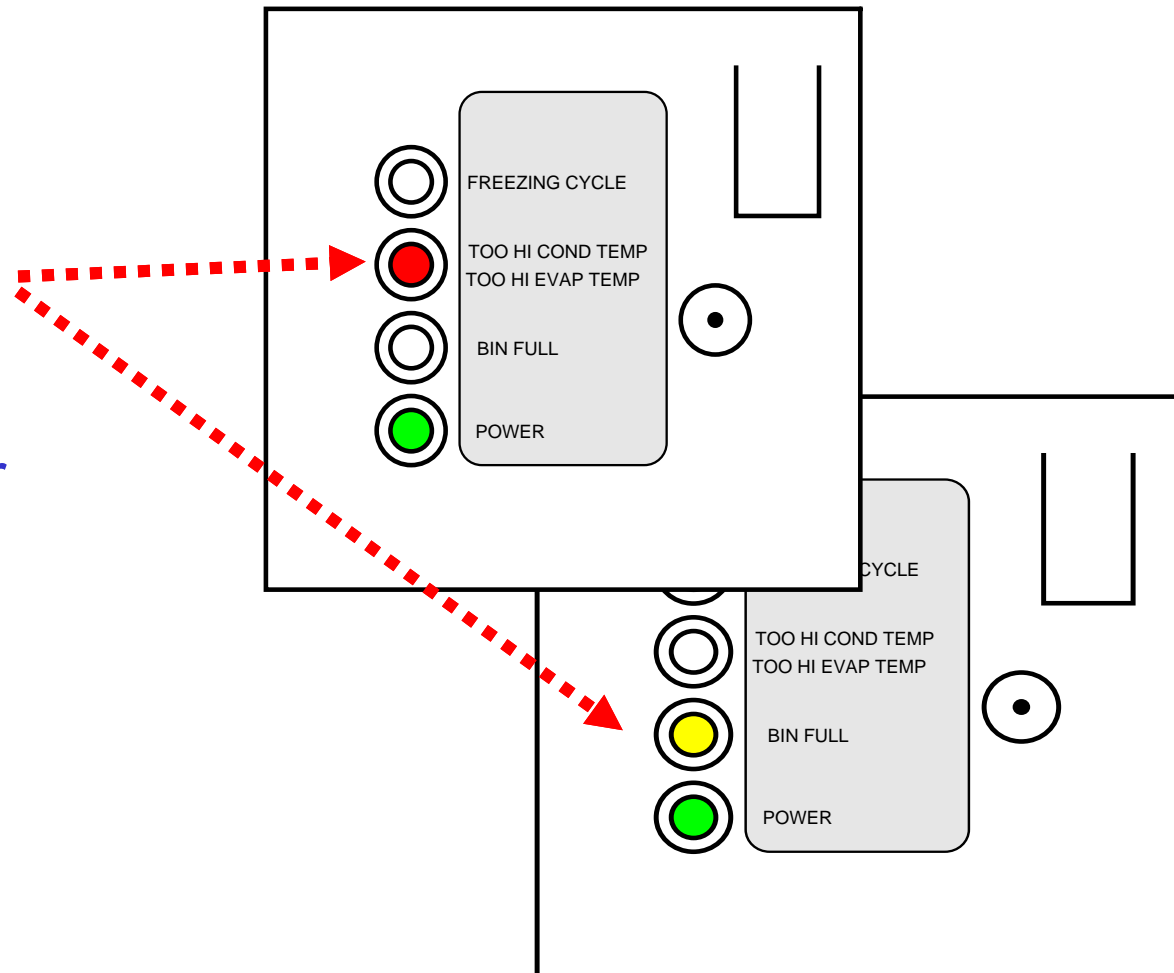 FREEZING CYCLE
TOO HI COND TEMP
TOO HI EVAP TEMP
BIN FULL
POWER
CYCLE
TOO HI COND TEMP
TOO HI EVAP TEMP
BIN FULL
POWER